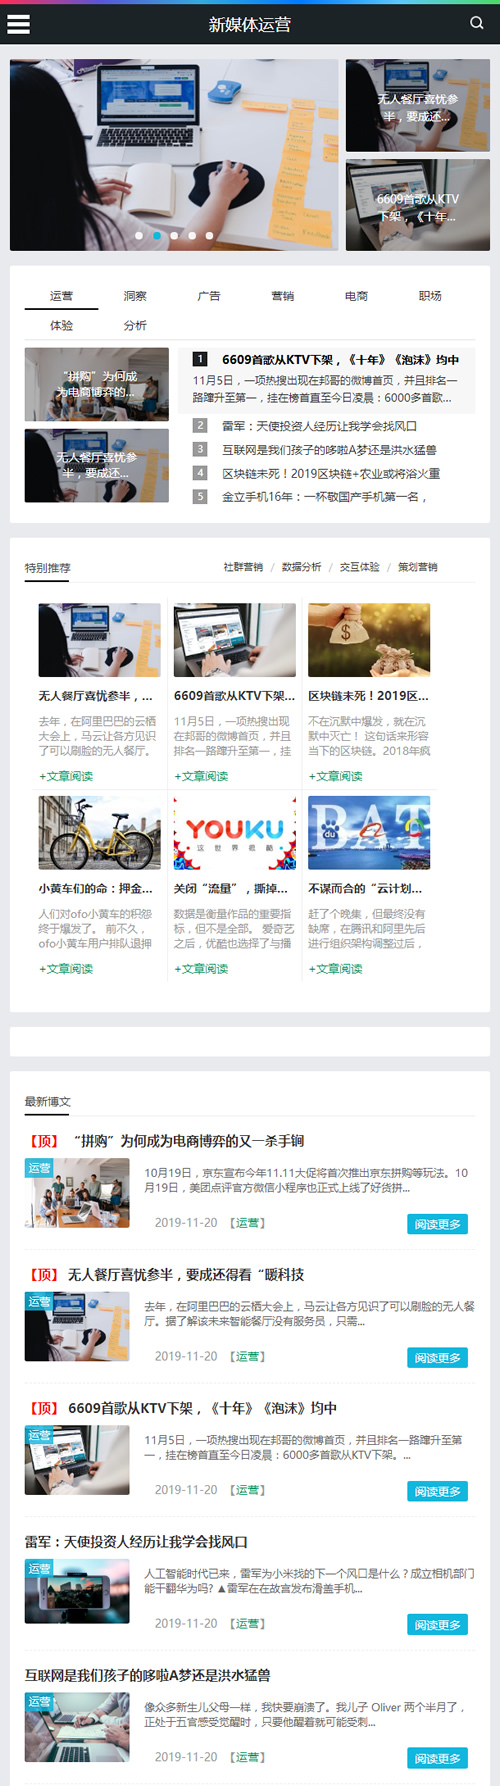 新媒体运营
无人餐厅喜忧参
半，要成还...
6609首歌从KTV
下架，《十年...
运营
洞察
广告
营销
电商
职场
体验
分析
“拼购”为何成
为电商博弈的...
无人餐厅喜忧参
半，要成还...
1 6609首歌从KTV下架，《十年》《泡沫》均中
11月5日，一项热搜出现在邦哥的微博首页，并且排名一
路蹿升至第一，挂在榜首直至今日凌晨：6000多首歌...
2 雷军：天使投资人经历让我学会找风口
3 互联网是我们孩子的哆啦A梦还是洪水猛兽
4 区块链未死！2019区块链+农业或将浴火重
5 金立手机16年：一杯敬国产手机第一名，
特别推荐
社群营销 / 数据分析 / 交互体验 / 策划营销
无人餐厅喜忧参半，...
去年，在阿里巴巴的云栖
大会上，马云让各方见识
了可以刷脸的无人餐厅。
+文章阅读
6609首歌从KTV下架...
11月5日，一项热搜出现
在邦哥的微博首页，并且
排名一路蹿升至第一，挂
+文章阅读
区块链未死！2019区...
不在沉默中爆发，就在沉
默中灭亡！ 这句话来形容
当下的区块链。2018年疯
+文章阅读
小黄车们的命：押金...
人们对ofo小黄车的积怨
终于爆发了。 前不久，
ofo小黄车用户排队退押
+文章阅读
YOUKU
这世界很酷
关闭“流量”，撕掉...
数据是衡量作品的重要指
标，但不是全部。 爱奇艺
之后，优酷也选择了与播
+文章阅读
BAT
du
不谋而合的“云计划...
赶了个晚集，但最终没有
缺席，在腾讯和阿里先后
进行组织架构调整过后，
+文章阅读
最新博文
【顶】 “拼购”为何成为电商博弈的又一杀手锏
运营
10月19日，京东宣布今年11.11大促将首次推出京东拼购等玩法。10
月19日，美团点评官方微信小程序也正式上线了好货拼...
2019-11-20 【运营】
阅读更多
【顶】 无人餐厅喜忧参半，要成还得看“暖科技
运营
去年，在阿里巴巴的云栖大会上，马云让各方见识了可以刷脸的无人餐
厅。据了解该未来智能餐厅没有服务员，只需...
2019-11-20 【运营】
阅读更多
【顶】 6609首歌从KTV下架，《十年》《泡沫》均中
运营
11月5日，一项热搜出现在邦哥的微博首页，并且排名一路蹿升至第
一，挂在榜首直至今日凌晨：6000多首歌从KTV下架。...
2019-11-20 【运营】
阅读更多
雷军：天使投资人经历让我学会找风口
运营
人工智能时代已来，雷军为小米找的下一个风口是什么？成立相机部门
能干翻华为吗? ▲雷军在在故宫发布滑盖手机...
2019-11-20 【运营】
阅读更多
互联网是我们孩子的哆啦A梦还是洪水猛兽
运营
像众多新生儿父母一样，我快要崩溃了。我儿子 Oliver 两个半月了，
正处于五官感受觉醒时，只要他醒着就可能受刺...
2019-11-20 【运营】
阅读更多